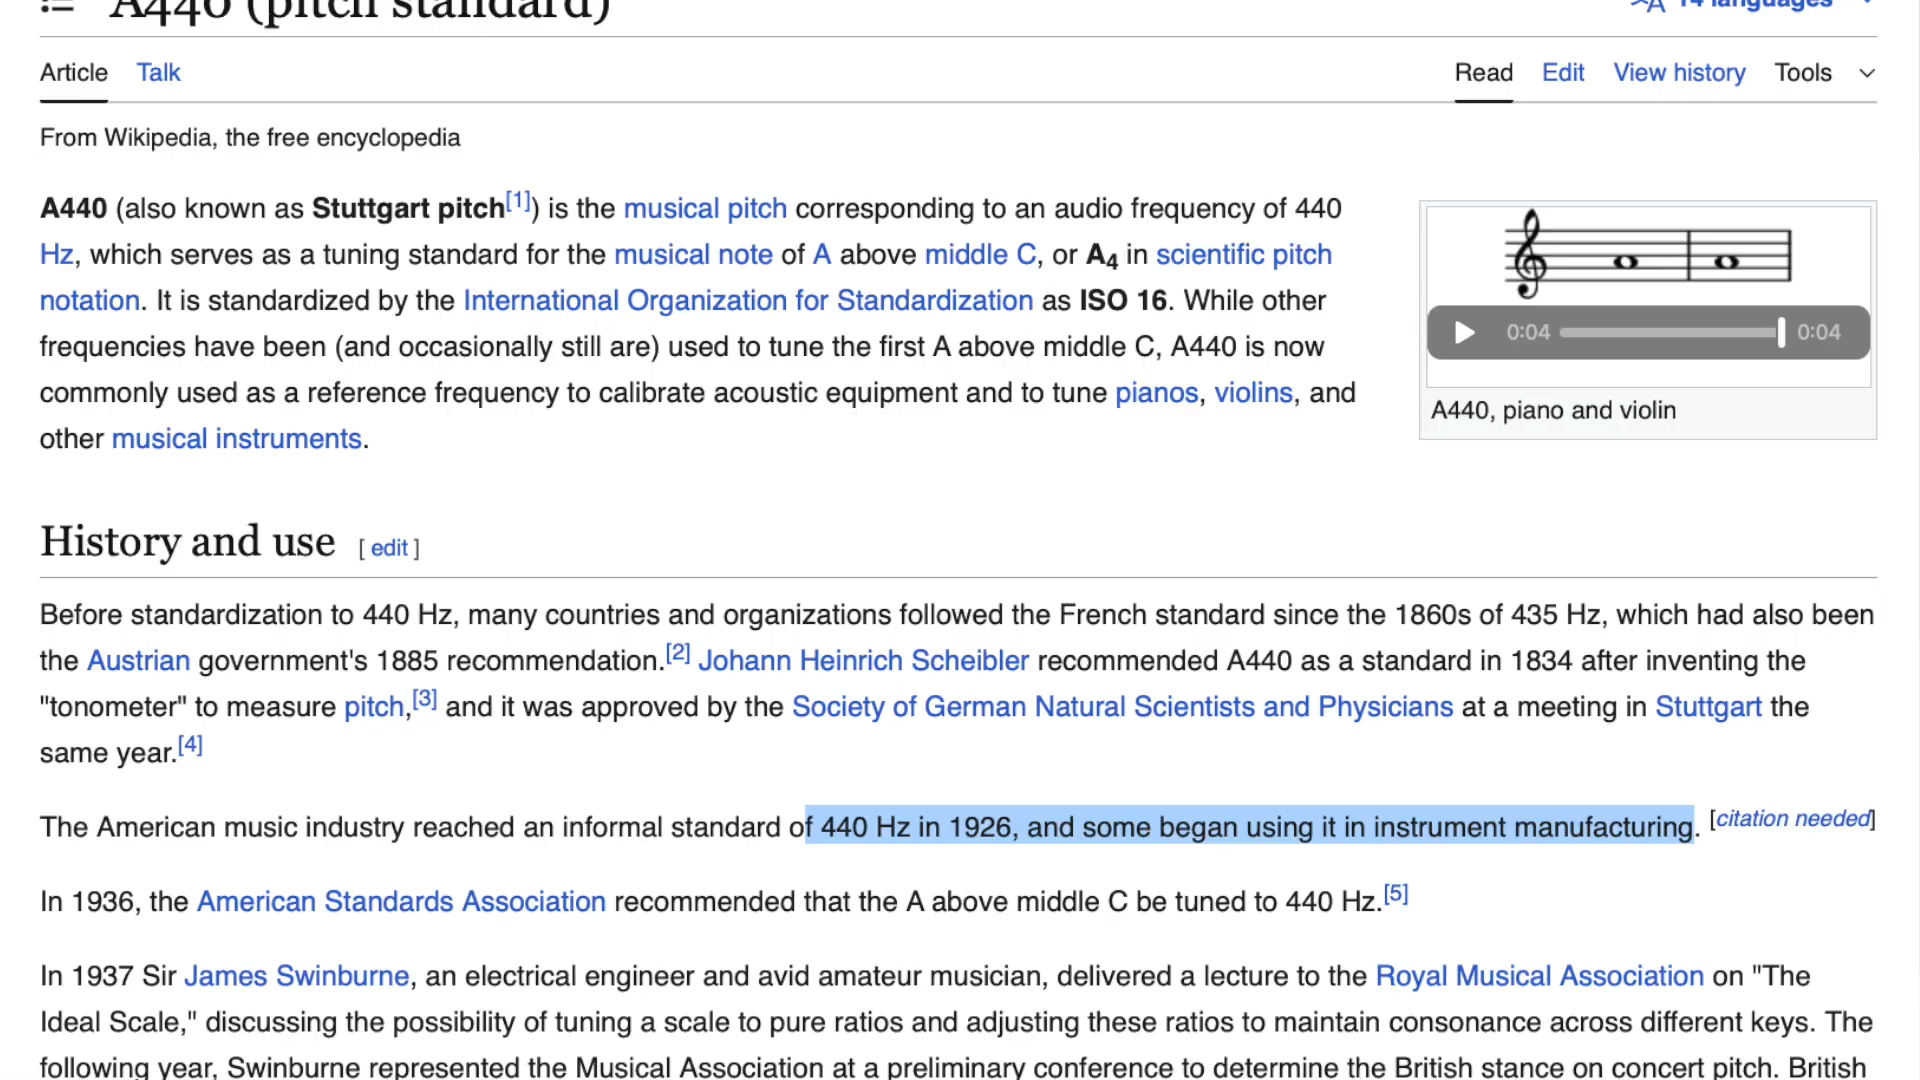 A440 (pitch standard)
14 languages
Article Talk Read Edit View history Tools
From Wikipedia, the free encyclopedia
A440 (also known as Stuttgart pitch[1]) is the musical pitch corresponding to an audio frequency of 440
Hz, which serves as a tuning standard for the musical note of A above middle C, or A4 in scientific pitch
notation. It is standardized by the International Organization for Standardization as ISO 16. While other
frequencies have been (and occasionally still are) used to tune the first A above middle C, A440 is now
commonly used as a reference frequency to calibrate acoustic equipment and to tune pianos, violins, and
other musical instruments.
0:04 0:04
A440, piano and violin
History and use [ edit ]
Before standardization to 440 Hz, many countries and organizations followed the French standard since the 1860s of 435 Hz, which had also been
the Austrian government's 1885 recommendation.[2] Johann Heinrich Scheibler recommended A440 as a standard in 1834 after inventing the
"tonometer" to measure pitch,[3] and it was approved by the Society of German Natural Scientists and Physicians at a meeting in Stuttgart the
same year.[4]
The American music industry reached an informal standard of 440 Hz in 1926, and some began using it in instrument manufacturing. [citation needed]
In 1936, the American Standards Association recommended that the A above middle C be tuned to 440 Hz.[5]
In 1937 Sir James Swinburne, an electrical engineer and avid amateur musician, delivered a lecture to the Royal Musical Association on "The
Ideal Scale," discussing the possibility of tuning a scale to pure ratios and adjusting these ratios to maintain consonance across different keys. The
following year, Swinburne represented the Musical Association at a preliminary conference to determine the British stance on concert pitch. British